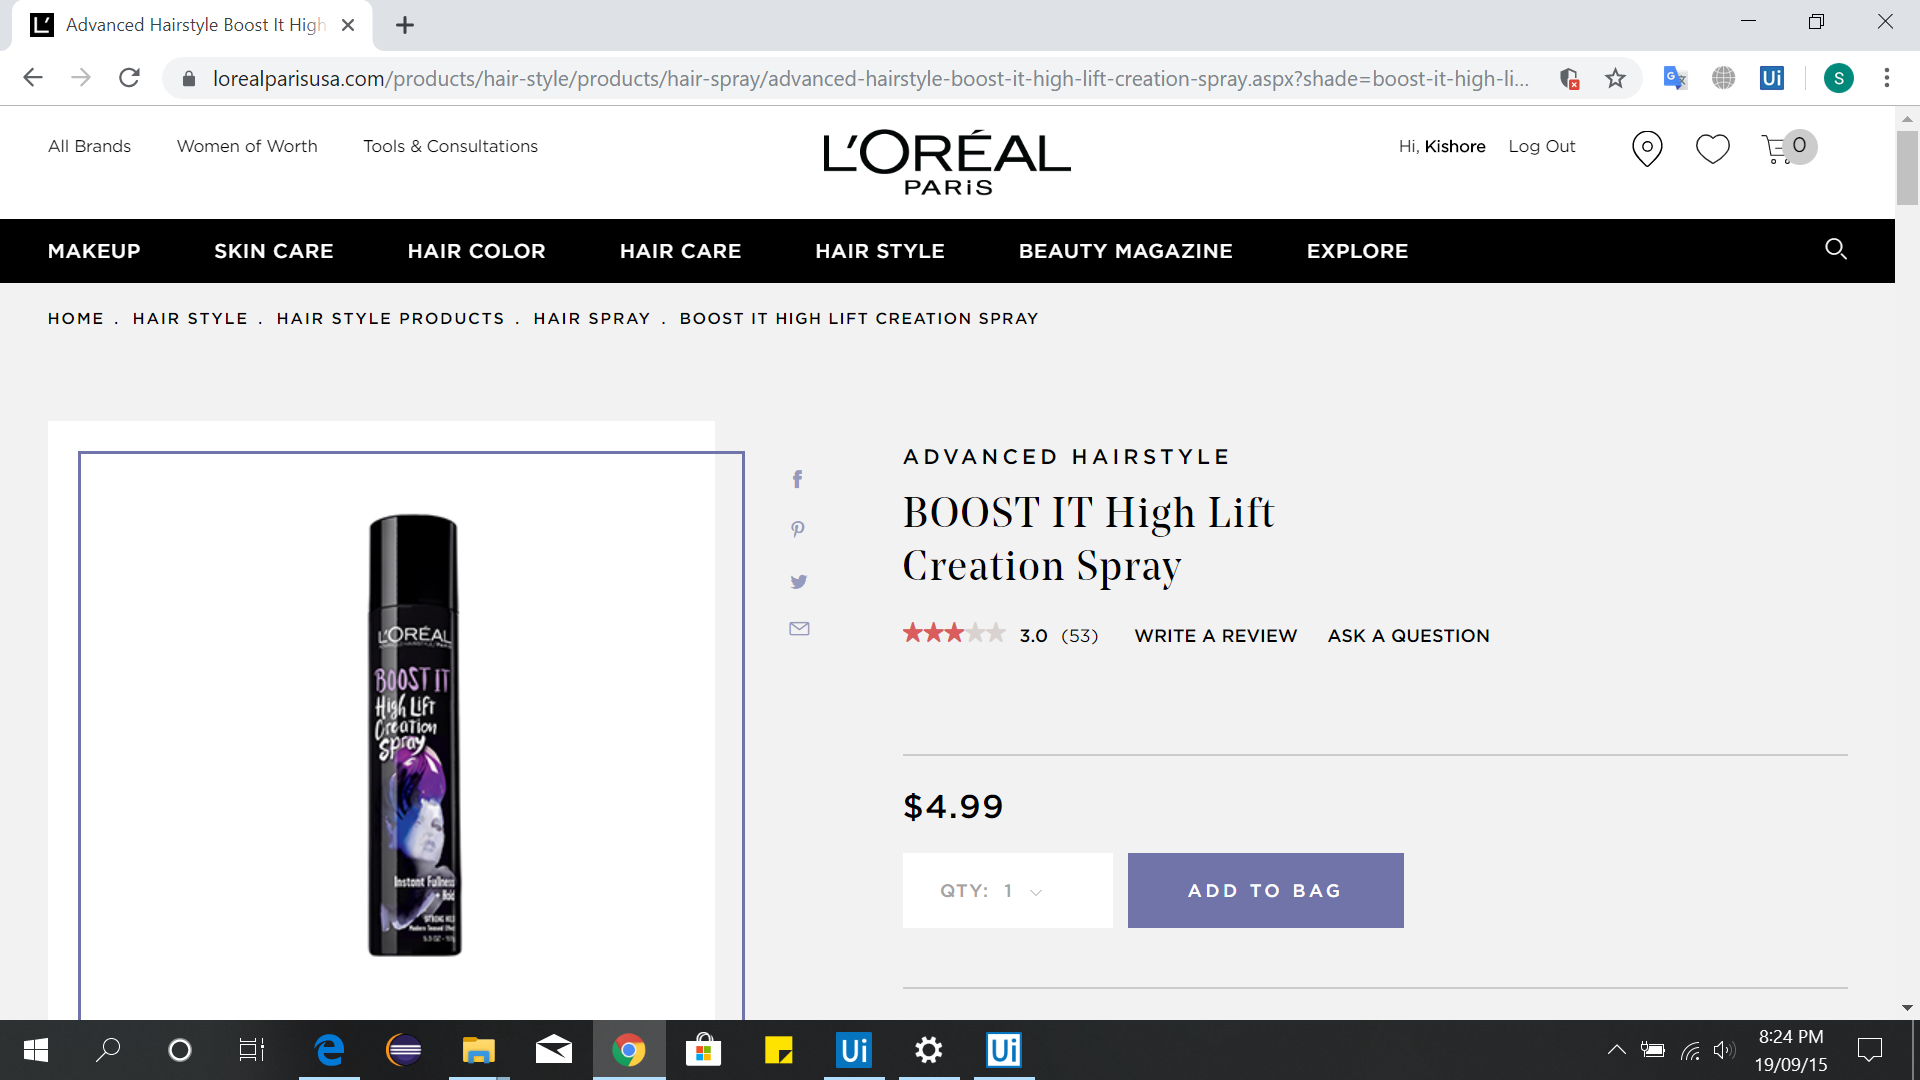 Advanced Hairstyle Boost It High
lorealparisusa.com/products/hair-style/products/hair-spray/advanced-hairstyle-boost-it-high-lift-creation-spray.aspx?shade=boost-it-high-li...
S
All Brands Women of Worth Tools & Consultations
L'ORÉAL
PARiS
Hi, Kishore Log Out 0
MAKEUP SKIN CARE HAIR COLOR HAIR CARE HAIR STYLE BEAUTY MAGAZINE EXPLORE
HOME . HAIR STYLE . HAIR STYLE PRODUCTS . HAIR SPRAY . BOOST IT HIGH LIFT CREATION SPRAY
L'ORÉAL
BOOST IT
High Lift
Creation
Spray
Instant Fullness
+ Hold
ADVANCED HAIRSTYLE
BOOST IT High Lift
Creation Spray
3.0 (53) WRITE A REVIEW ASK A QUESTION
$4.99
QTY: 1 ADD TO BAG
Ui
Ui
Ui
8:24 PM
19/09/15